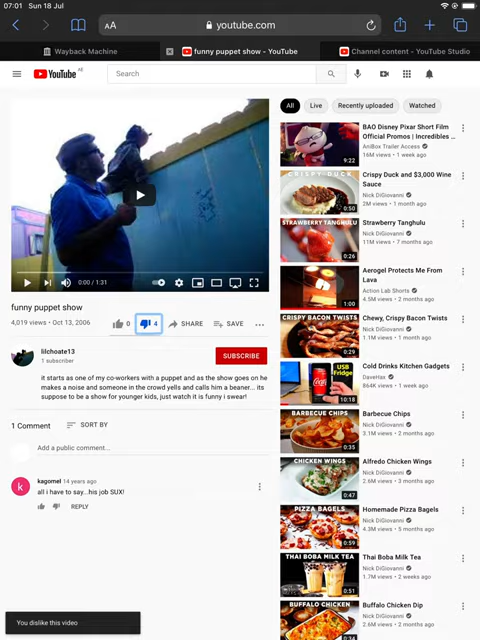 07:01 Sun 18 Jul
AA
youtube.com
Wayback Machine
funny puppet show - YouTube
Channel content - YouTube Studio
YouTube
Search
0:00 / 1:31
funny puppet show
4,019 views • Oct 13, 2006
0
4
SHARE
SAVE
lilchoate13
1 subscriber
SUBSCRIBE
it starts as one of my co-workers with a puppet and as the show goes on he
makes a noise and someone in the crowd yells and calls him a beaner... its
suppose to be a show for younger kids, just watch it is funny i swear!
1 Comment
SORT BY
Add a public comment...
k
kagomel 14 years ago
all i have to say...his job SUX!
REPLY
You dislike this video
All
Live
Recently uploaded
Watched
9:22
BAO Disney Pixar Short Film
Official Promos | Incredibles ...
AniBox Trailer Access
16M views • 1 week ago
CRISPY DUCK
0:50
Crispy Duck and $3,000 Wine
Sauce
Nick DiGiovanni
2M views • 1 month ago
STRAWBERRY TANGHULU
0:26
Strawberry Tanghulu
Nick DiGiovanni
11M views • 7 months ago
1:00
Aerogel Protects Me From
Lava
Action Lab Shorts
4.5M views • 2 months ago
CRISPY BACON TWISTS
0:29
Chewy, Crispy Bacon Twists
Nick DiGiovanni
1.1M views • 1 month ago
USB
Fridge
10:18
Cold Drinks Kitchen Gadgets
DaveHax
864K views • 1 week ago
BARBECUE CHIPS
0:35
Barbecue Chips
Nick DiGiovanni
3.1M views • 2 months ago
CHICKEN WINGS
0:47
Alfredo Chicken Wings
Nick DiGiovanni
2.6M views • 3 months ago
PIZZA BAGELS
0:59
Homemade Pizza Bagels
Nick DiGiovanni
4.3M views • 5 months ago
THAI BOBA MILK TEA
0:51
Thai Boba Milk Tea
Nick DiGiovanni
1.7M views • 2 weeks ago
BUFFALO CHICKEN
Buffalo Chicken Dip
Nick DiGiovanni
2.6M views • 2 months ago